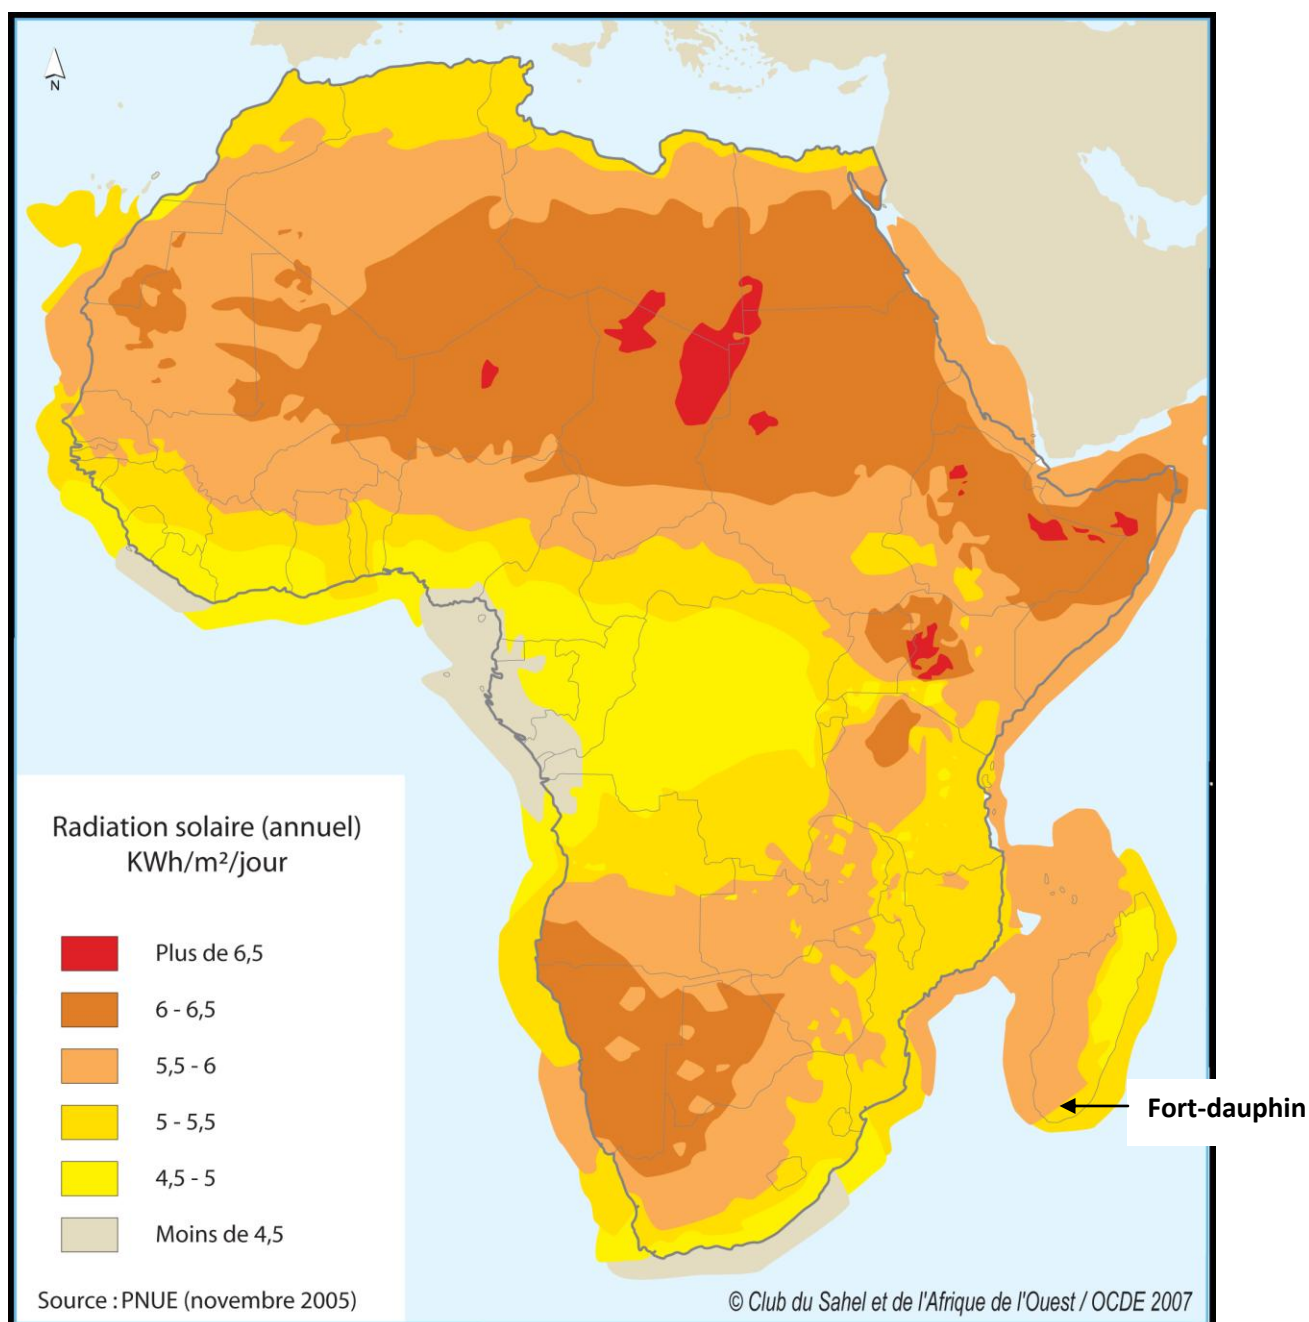 N
Radiation solaire (annuel)
KWh/m²/jour
Plus de 6,5
6 - 6,5
5,5 - 6
5 - 5,5
4,5 - 5
Moins de 4,5
Source : PNUE (novembre 2005)
© Club du Sahel et de l'Afrique de l'Ouest / OCDE 2007
Fort-dauphin